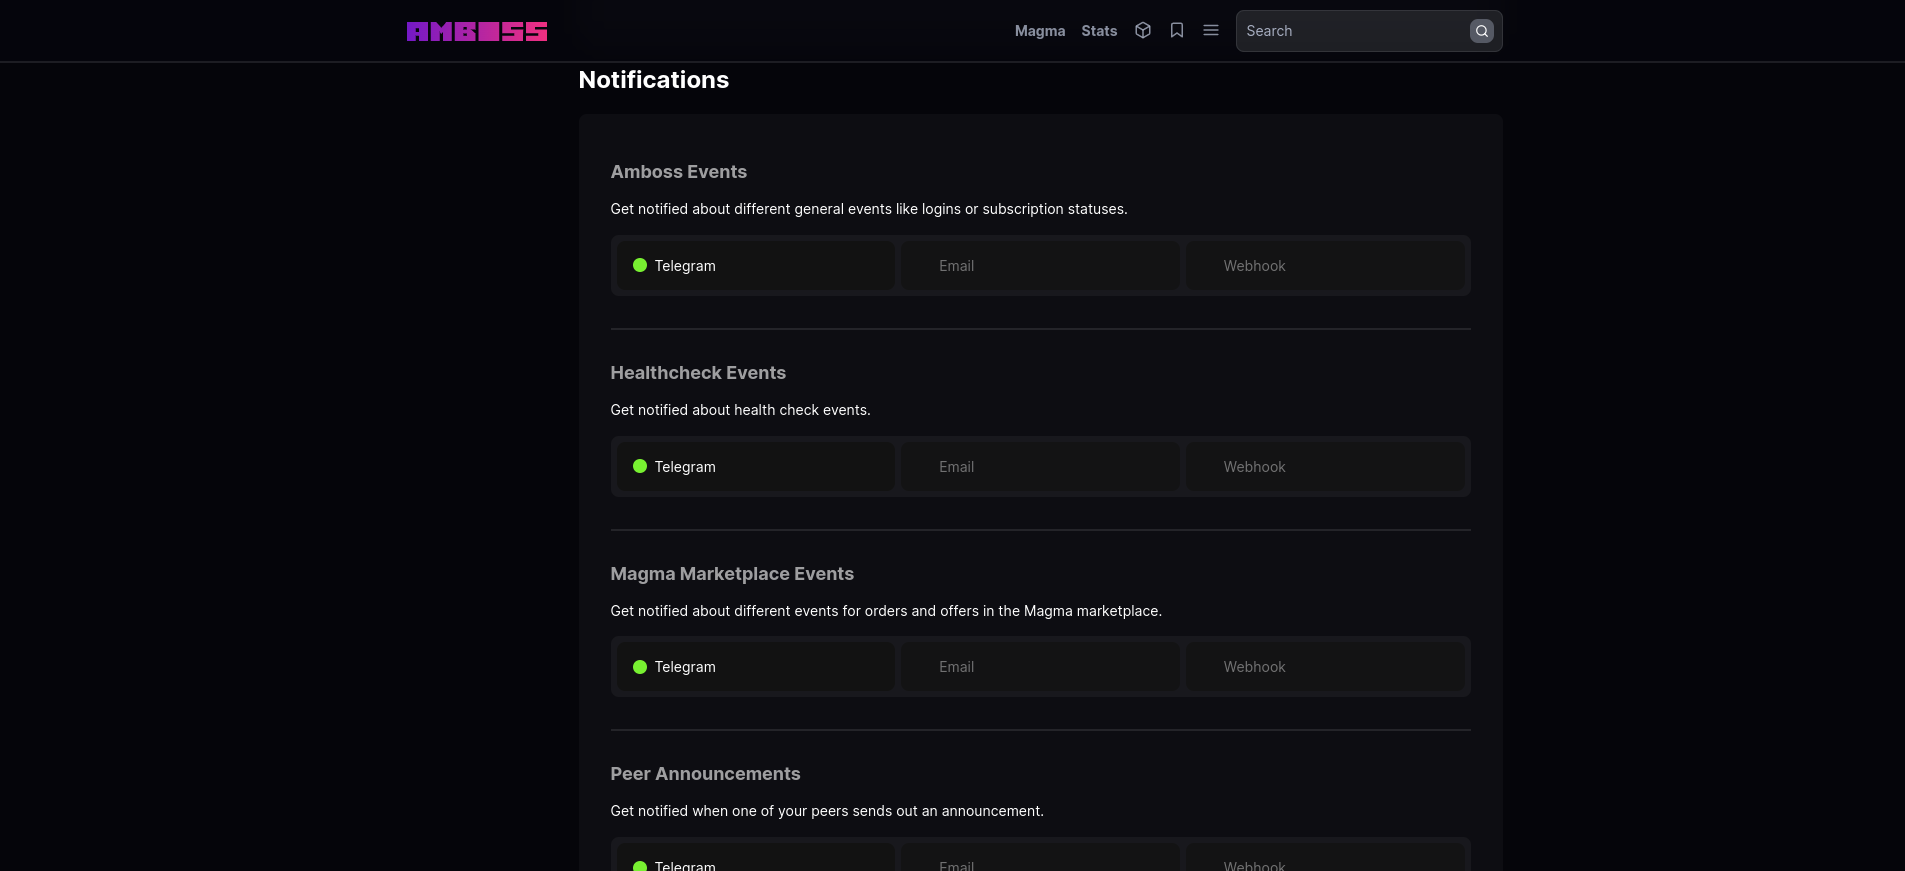 AMBOSS
Magma
Stats
Search
Notifications
Amboss Events
Get notified about different general events like logins or subscription statuses.
Telegram
Email
Webhook
Healthcheck Events
Get notified about health check events.
Telegram
Email
Webhook
Magma Marketplace Events
Get notified about different events for orders and offers in the Magma marketplace.
Telegram
Email
Webhook
Peer Announcements
Get notified when one of your peers sends out an announcement.
Telegram
Email
Webhook